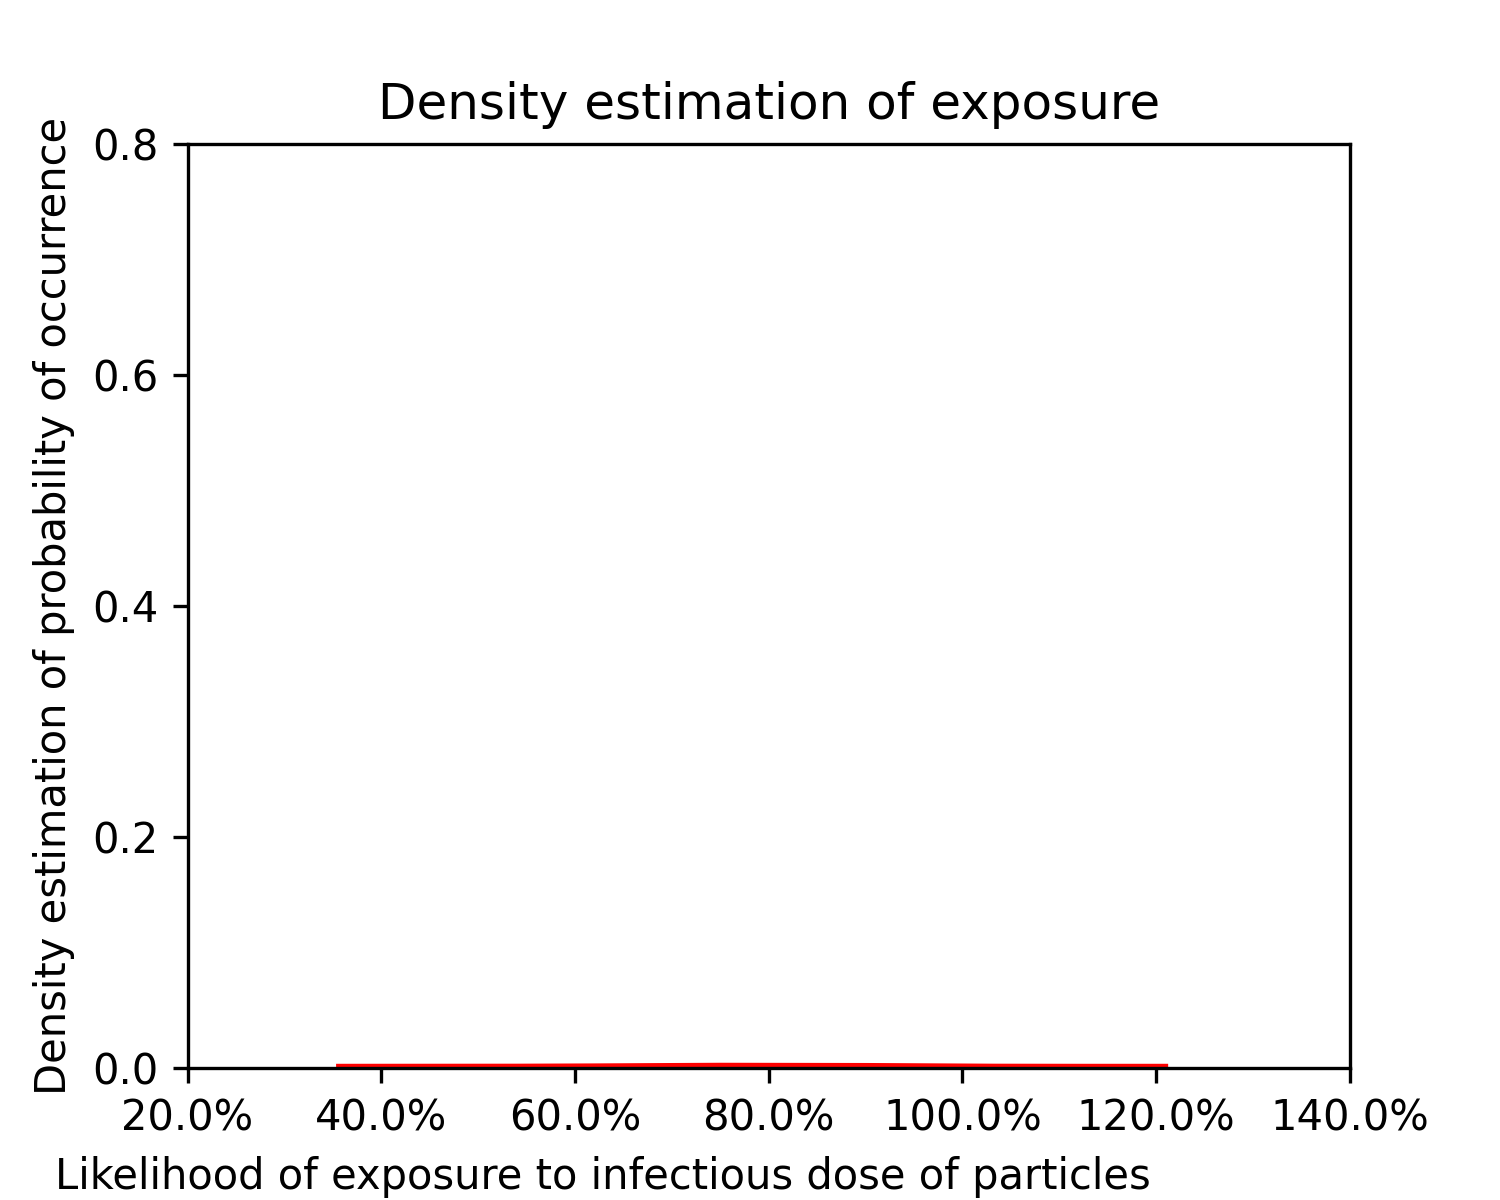 Density estimation of exposure
Density estimation of probability of occurrence
0.8
0.6
0.4
0.2
0.0
20.0% 40.0% 60.0% 80.0% 100.0% 120.0% 140.0%
Likelihood of exposure to infectious dose of particles